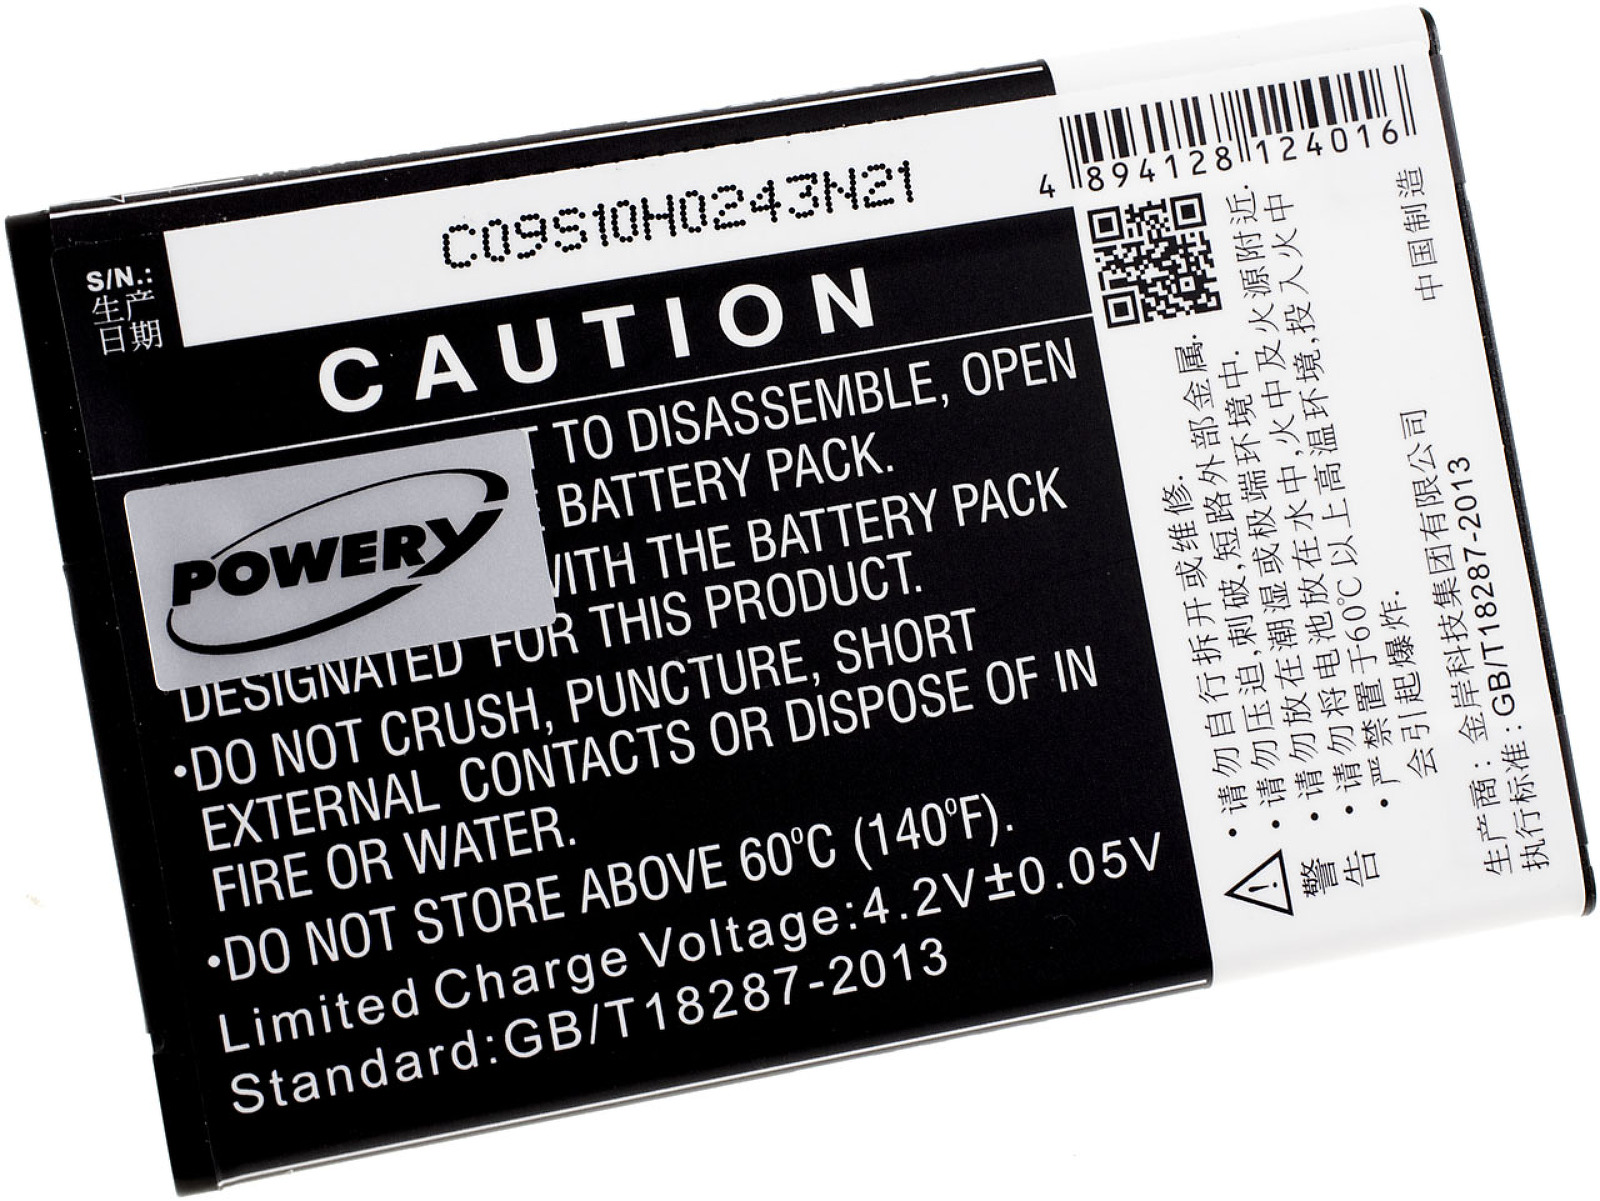 S/N.:
生产
日期
C09S10H0243N21
CAUTION
TO DISASSEMBLE, OPEN
BATTERY PACK.
WITH THE BATTERY PACK
DESIGNATED FOR THIS PRODUCT.
•DO NOT CRUSH, PUNCTURE, SHORT
EXTERNAL CONTACTS OR DISPOSE OF IN
FIRE OR WATER.
•DO NOT STORE ABOVE 60°C (140°F).
Limited Charge Voltage:4.2V±0.05V
Standard:GB/T18287-2013
POWERY
4 894128 124016
警
告
•请勿自行拆开或维修.
•请勿压迫,刺破,短路外部金属.
•请勿放在潮湿或极端环境中.
•请勿将电池放在水中,火中及火源附近.
•严禁置于60℃以上高温环境,投入火中
会引起爆炸.
生产商:金岸科技集团有限公司
执行标准:GB/T18287-2013
中国制造